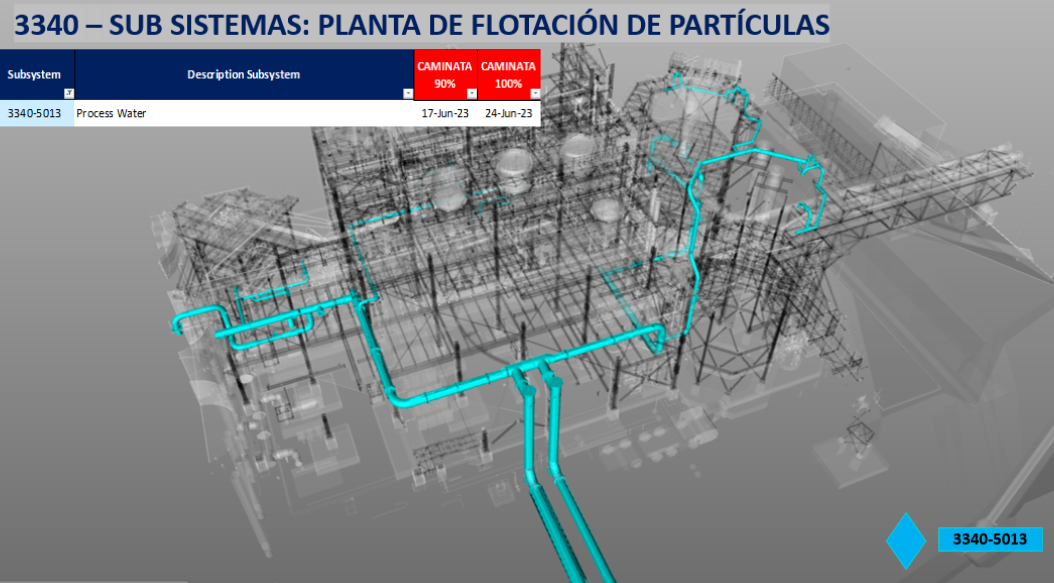 3340 – SUB SISTEMAS: PLANTA DE FLOTACIÓN DE PARTÍCULAS
Subsystem Description Subsystem CAMINATA 90% CAMINATA 100%
3340-5013 Process Water 17-Jun-23 24-Jun-23
3340-5013